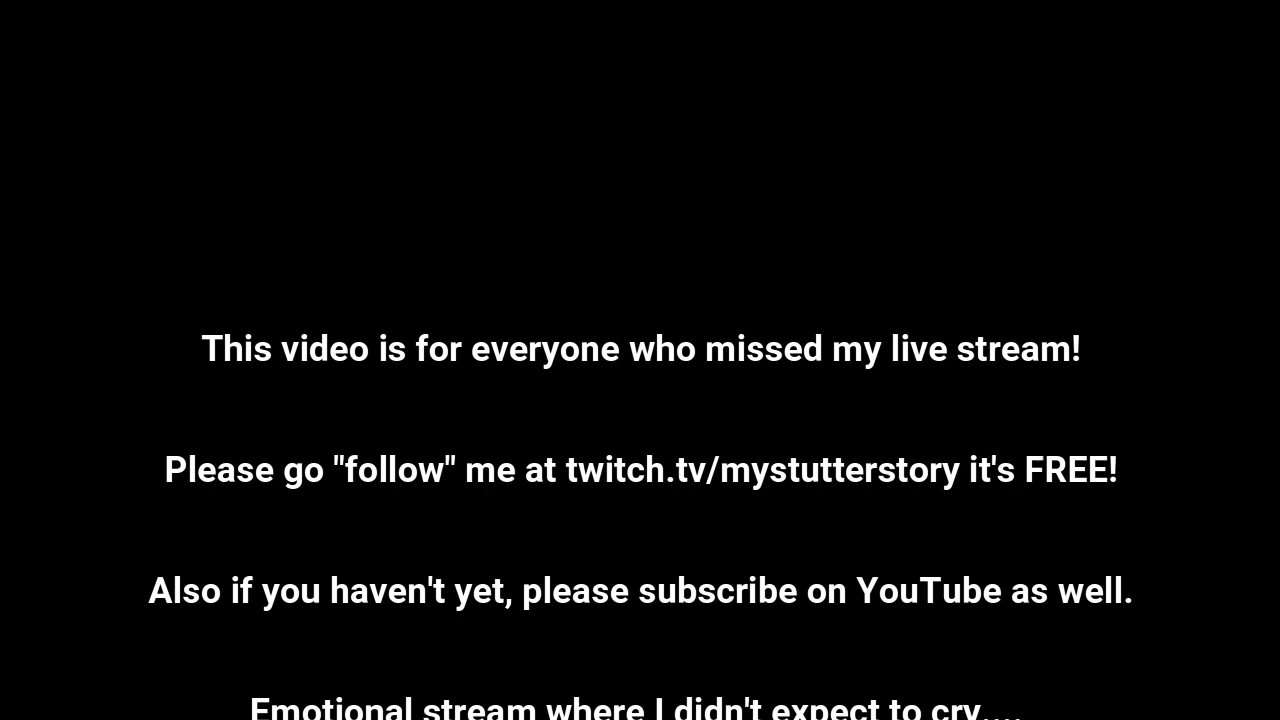 This video is for everyone who missed my live stream!
Please go "follow" me at twitch.tv/mystutterstory it's FREE!
Also if you haven't yet, please subscribe on YouTube as well.
Emotional stream where I didn't expect to cry....